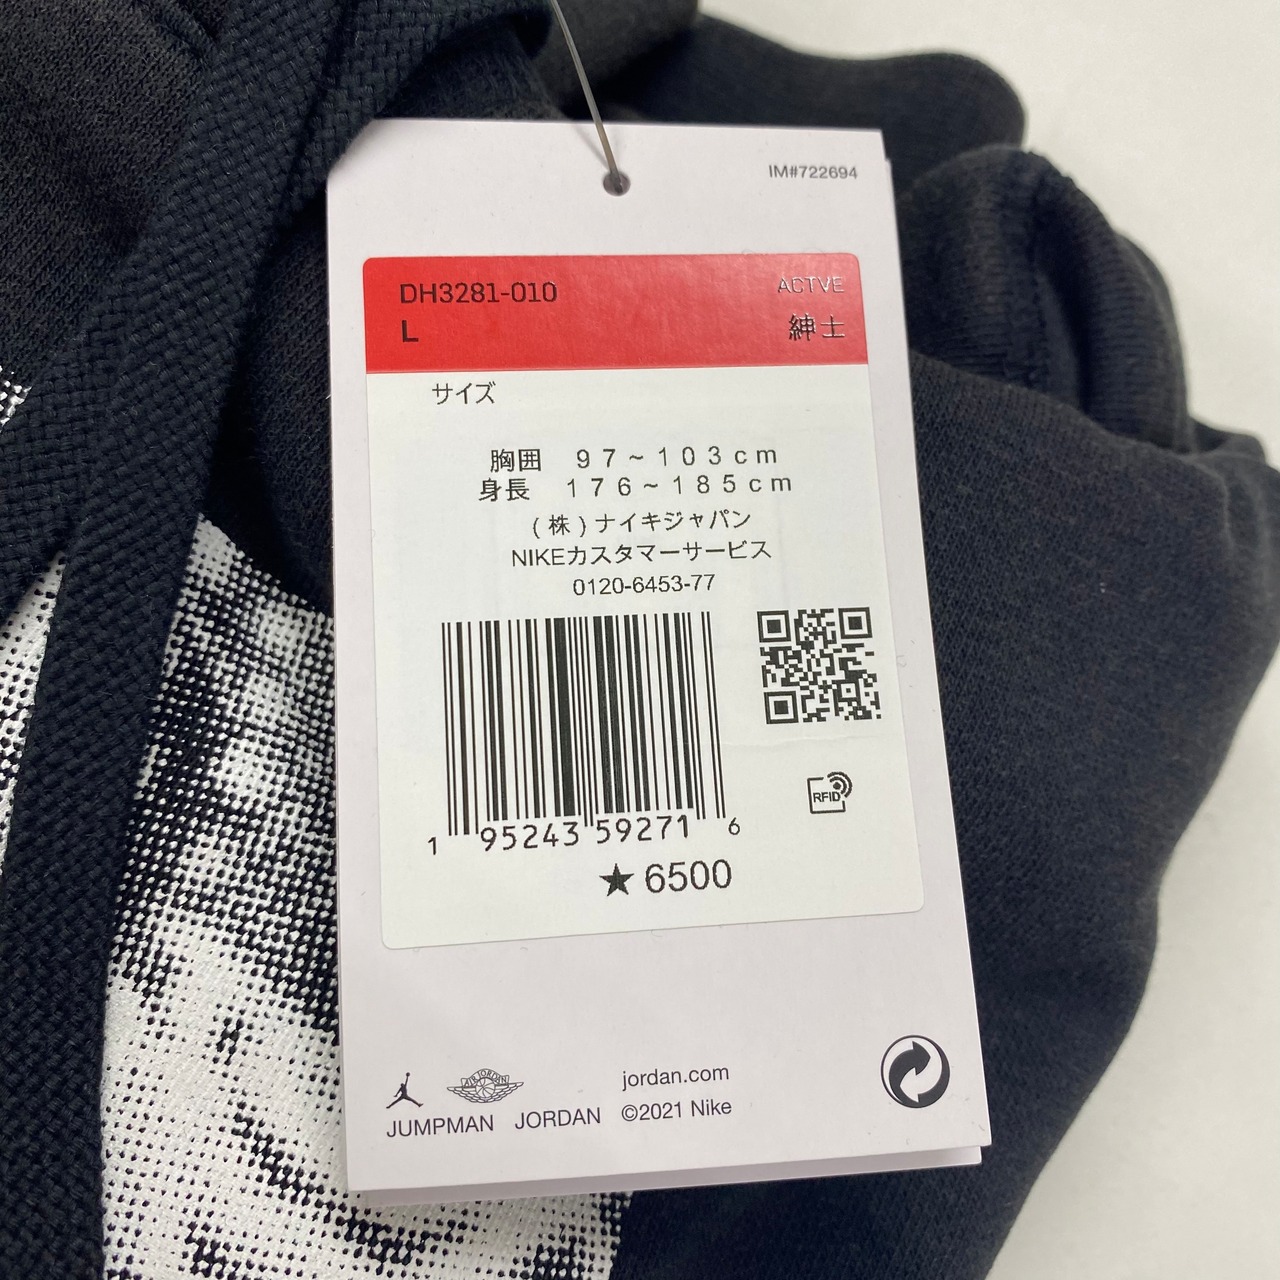 IM#722694
DH3281-010 ACTVE
L 紳士
サイズ
胸囲 97~103cm
身長 176~185cm
(株)ナイキジャパン
NIKEカスタマーサービス
0120-6453-77
RFID
1 95243 59271 6
★6500
AIR JORDAN
jordan.com
JUMPMAN JORDAN ©2021 Nike